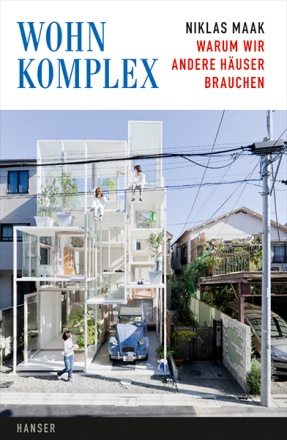 WOHN
KOMPLEX
NIKLAS MAAK
WARUM WIR
ANDERE HÄUSER
BRAUCHEN
HANSER